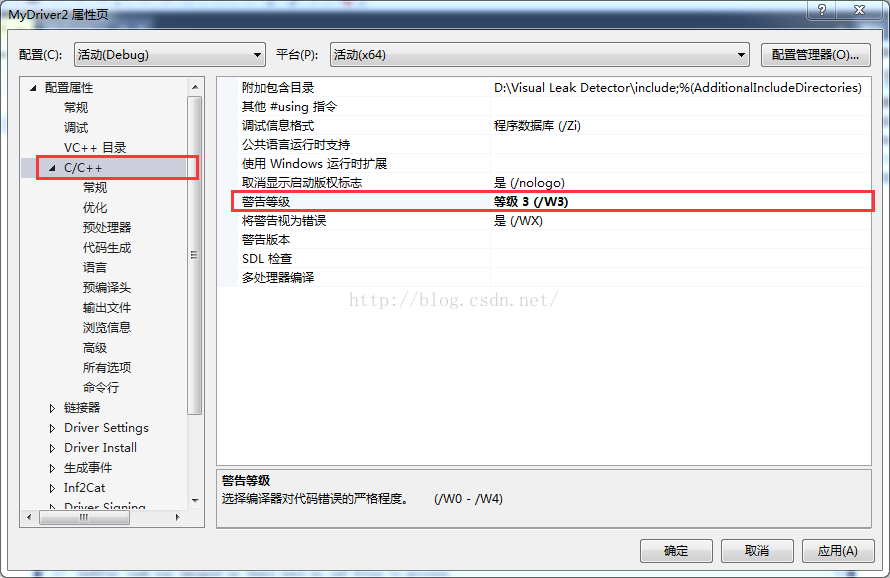 MyDriver2 属性页
配置(C): 活动(Debug) 平台(P): 活动(x64) 配置管理器(O)...
配置属性
常规
调试
VC++ 目录
C/C++
常规
优化
预处理器
代码生成
语言
预编译头
输出文件
浏览信息
高级
所有选项
命令行
链接器
Driver Settings
Driver Install
生成事件
Inf2Cat
Driver Signing
附加包含目录 D:\Visual Leak Detector\include;%(AdditionalIncludeDirectories)
其他 #using 指令
调试信息格式 程序数据库 (/Zi)
公共语言运行时支持
使用 Windows 运行时扩展
取消显示启动版权标志 是 (/nologo)
警告等级 等级 3 (/W3)
将警告视为错误 是 (/WX)
警告版本
SDL 检查
多处理器编译
http://blog.csdn.net/
警告等级
选择编译器对代码错误的严格程度。 (/W0 - /W4)
确定 取消 应用(A)